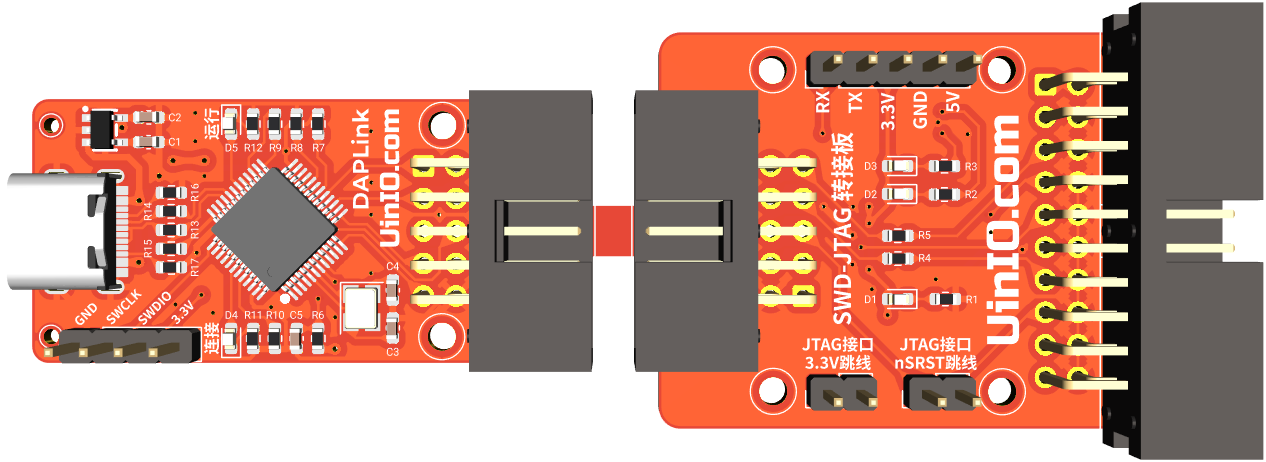 运行
D5 R12 R9 R8 R7
C2
C1
R16
R14
R13
R15
R17
DAPLink
UinIO.com
C4
C3
GND
SWCLK
SWDIO
3.3V
连接
D4 R11 R10 C5 R6
RX
TX
3.3V
GND
5V
SWD-JTAG 转接板
D3
R3
D2
R2
R5
R4
D1
R1
UinIO.com
JTAG接口
3.3V跳线
JTAG接口
nSRST跳线